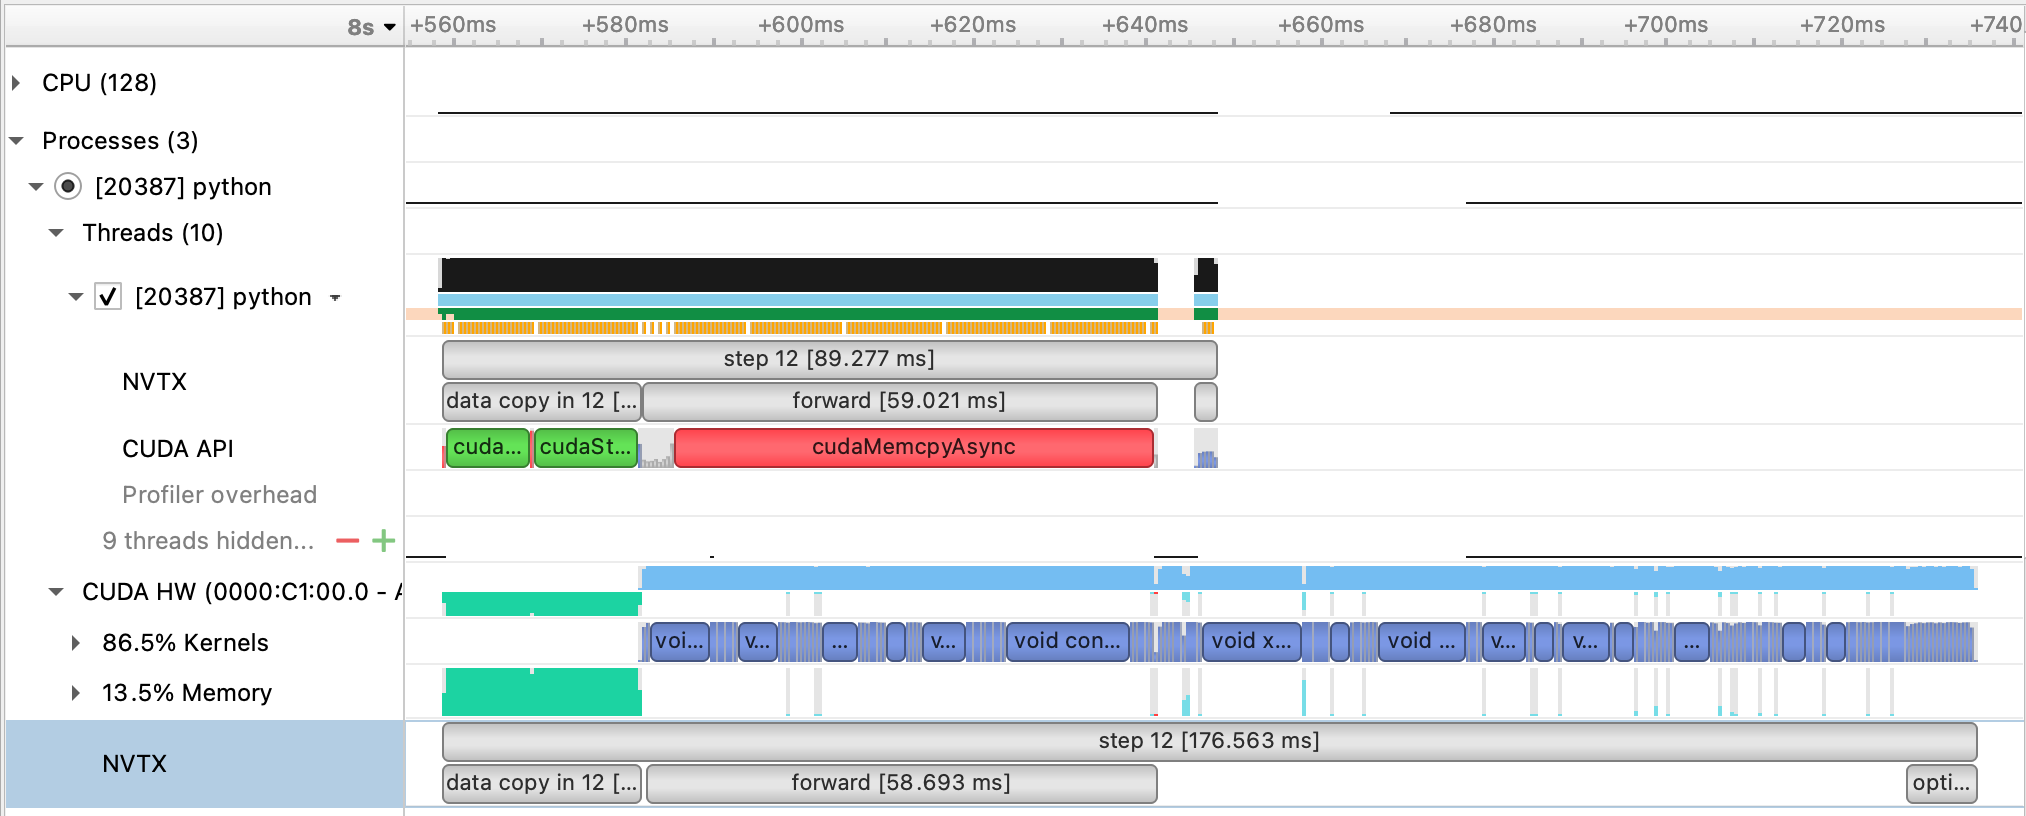 8s +560ms +580ms +600ms +620ms +640ms +660ms +680ms +700ms +720ms +740
CPU (128)
Processes (3)
[20387] python
Threads (10)
[20387] python
NVTX
step 12 [89.277 ms]
data copy in 12 [... forward [59.021 ms]
CUDA API
cuda... cudaSt... cudaMemcpyAsync
Profiler overhead
9 threads hidden...
CUDA HW (0000:C1:00.0 - A
86.5% Kernels
voi... v... ... v... void con... void x... void ... v... v... ...
13.5% Memory
NVTX
step 12 [176.563 ms]
data copy in 12 [... forward [58.693 ms] opti...